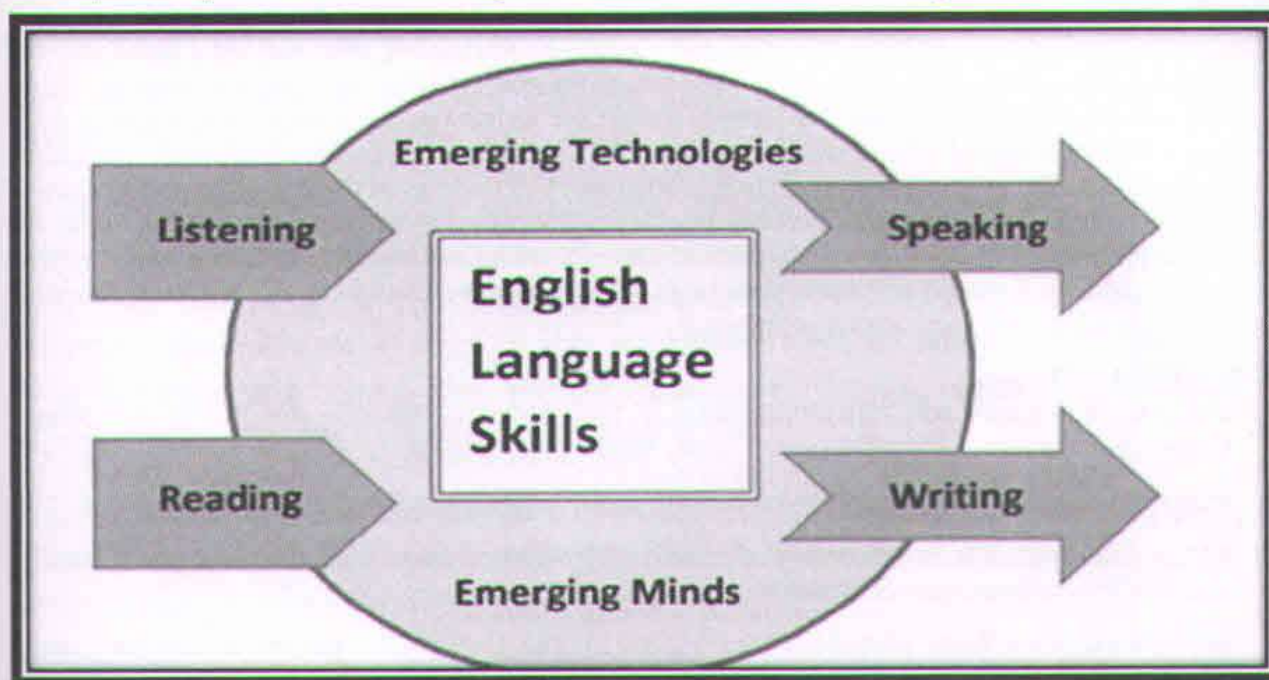 Emerging Technologies
Listening
Speaking
English
Language
Skills
Reading
Writing
Emerging Minds